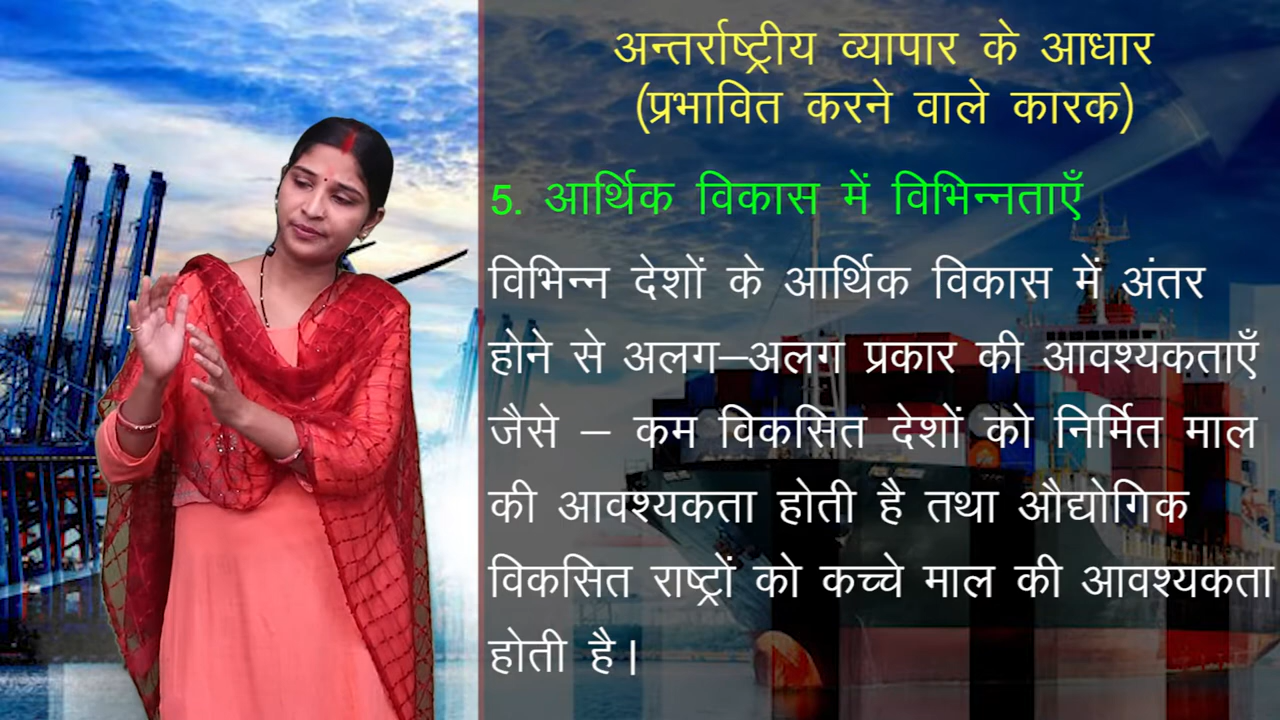 अन्तर्राष्ट्रीय व्यापार के आधार
(प्रभावित करने वाले कारक)
5. आर्थिक विकास में विभिन्नताएँ
विभिन्न देशों के आर्थिक विकास में अंतर
होने से अलग–अलग प्रकार की आवश्यकताएँ
जैसे – कम विकसित देशों को निर्मित माल
की आवश्यकता होती है तथा औद्योगिक
विकसित राष्ट्रों को कच्चे माल की आवश्यकता
होती है।